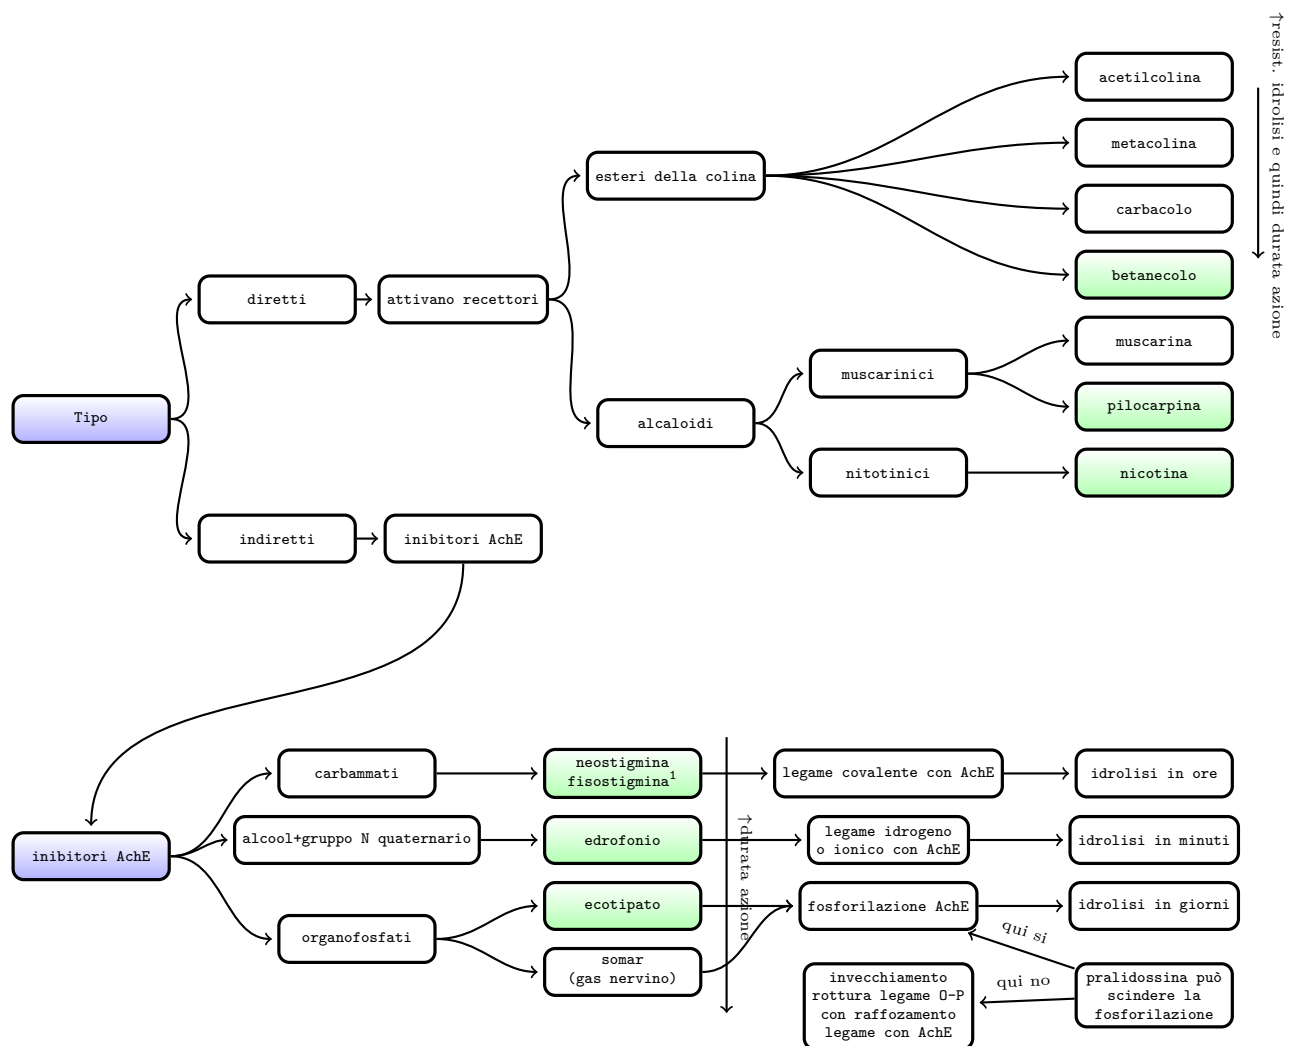 Tipo
diretti
attivano recettori
esteri della colina
acetilcolina
metacolina
carbacolo
betanecolo
↑resist. idrolisi e quindi durata azione
alcaloidi
muscarinici
muscarina
pilocarpina
nitotinici
nicotina
indiretti
inibitori AchE
inibitori AchE
carbammati
neostigmina
fisostigmina¹
legame covalente con AchE
idrolisi in ore
alcool+gruppo N quaternario
edrofonio
legame idrogeno
o ionico con AchE
idrolisi in minuti
organofosfati
ecotipato
somar
(gas nervino)
↑durata azione
fosforilazione AchE
idrolisi in giorni
qui si
qui no
pralidossina può
scindere la
fosforilazione
invecchiamento
rottura legame O-P
con raffozamento
legame con AchE